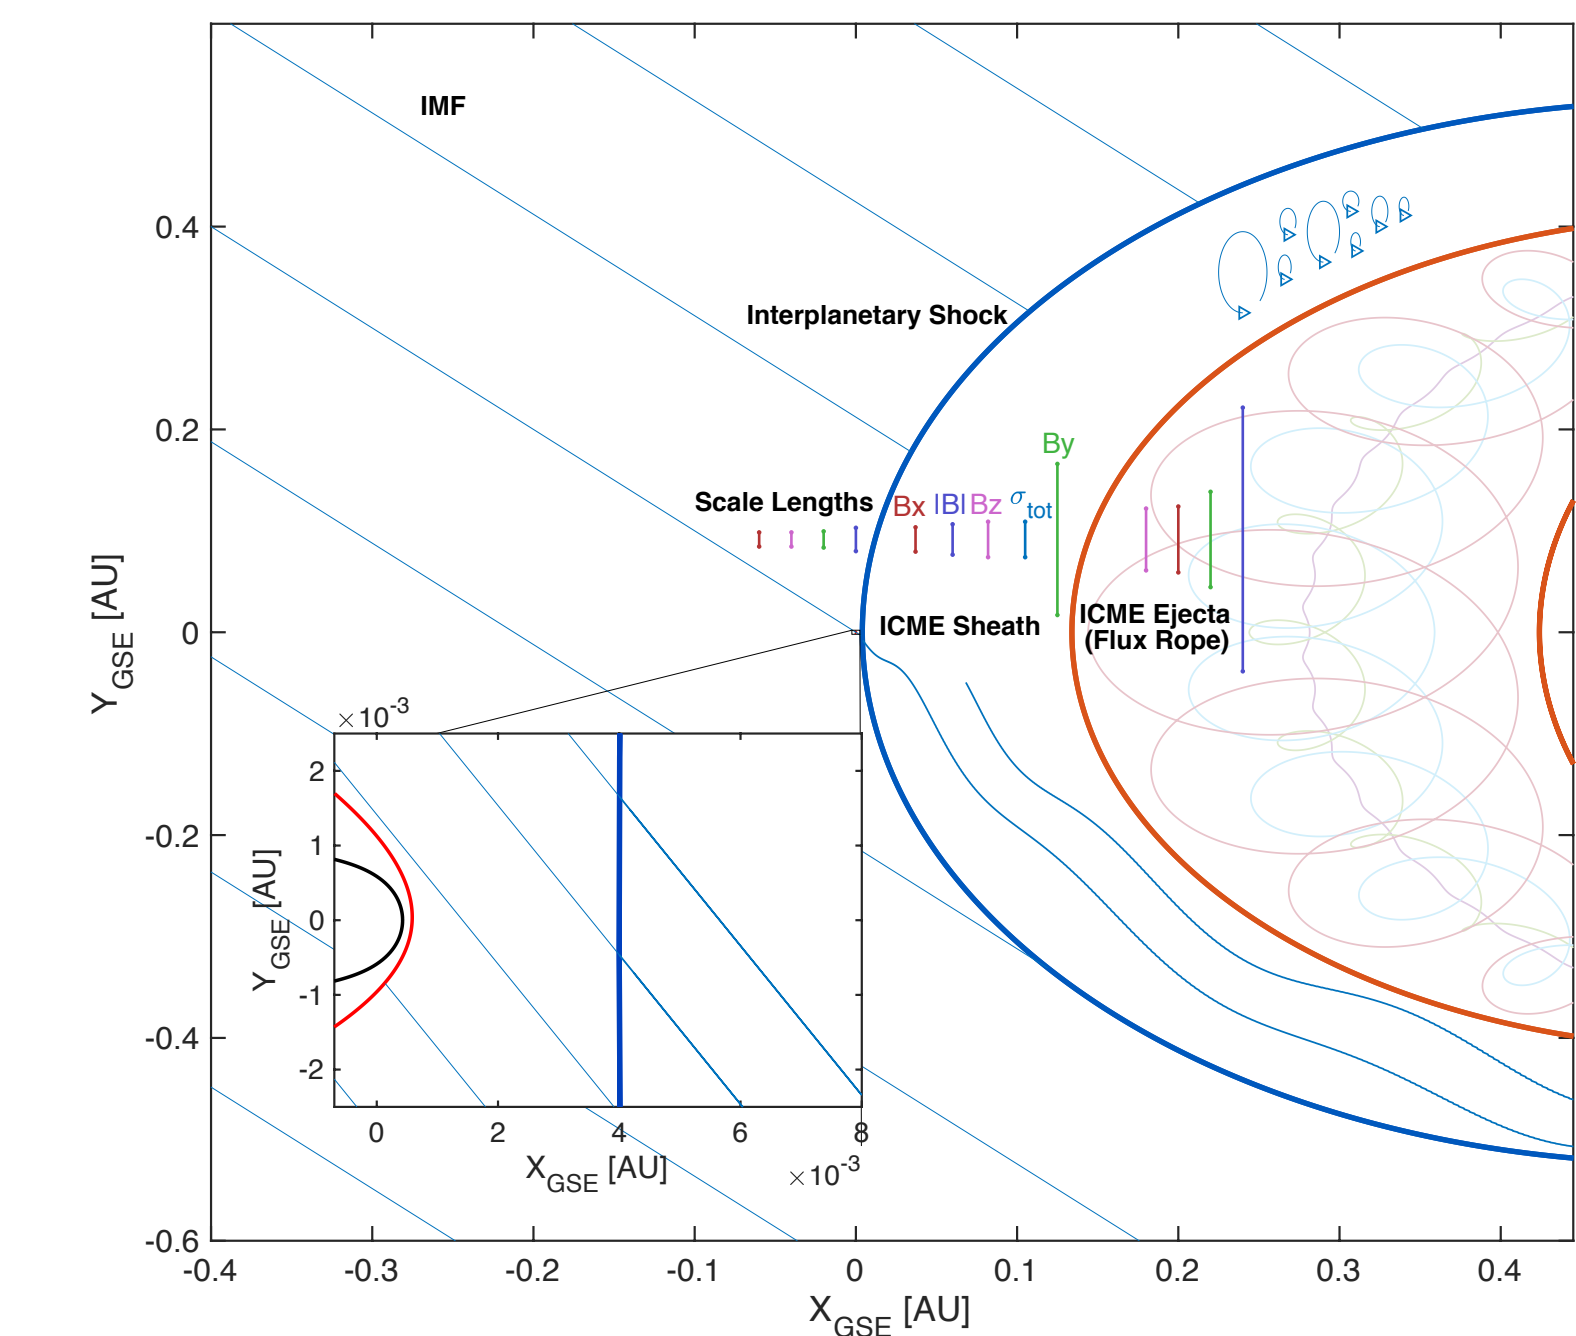 IMF
0.4
Interplanetary Shock
0.2
By
Scale Lengths
Bx |B| Bz σtot
0
ICME Sheath
ICME Ejecta
(Flux Rope)
YGSE [AU]
×10-3
2
1
0
-1
-2
YGSE [AU]
0 2 4 6 8
XGSE [AU]
×10-3
-0.2
-0.4
-0.6
-0.4 -0.3 -0.2 -0.1 0 0.1 0.2 0.3 0.4
XGSE [AU]